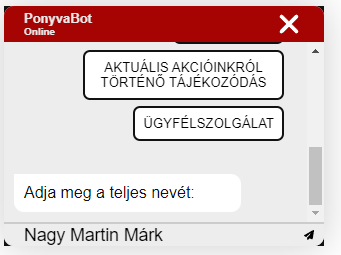 PonyvaBot
Online
AKTUÁLIS AKCIÓINKRÓL
TÖRTÉNŐ TÁJÉKOZÓDÁS
ÜGYFÉLSZOLGÁLAT
Adja meg a teljes nevét:
Nagy Martin Márk